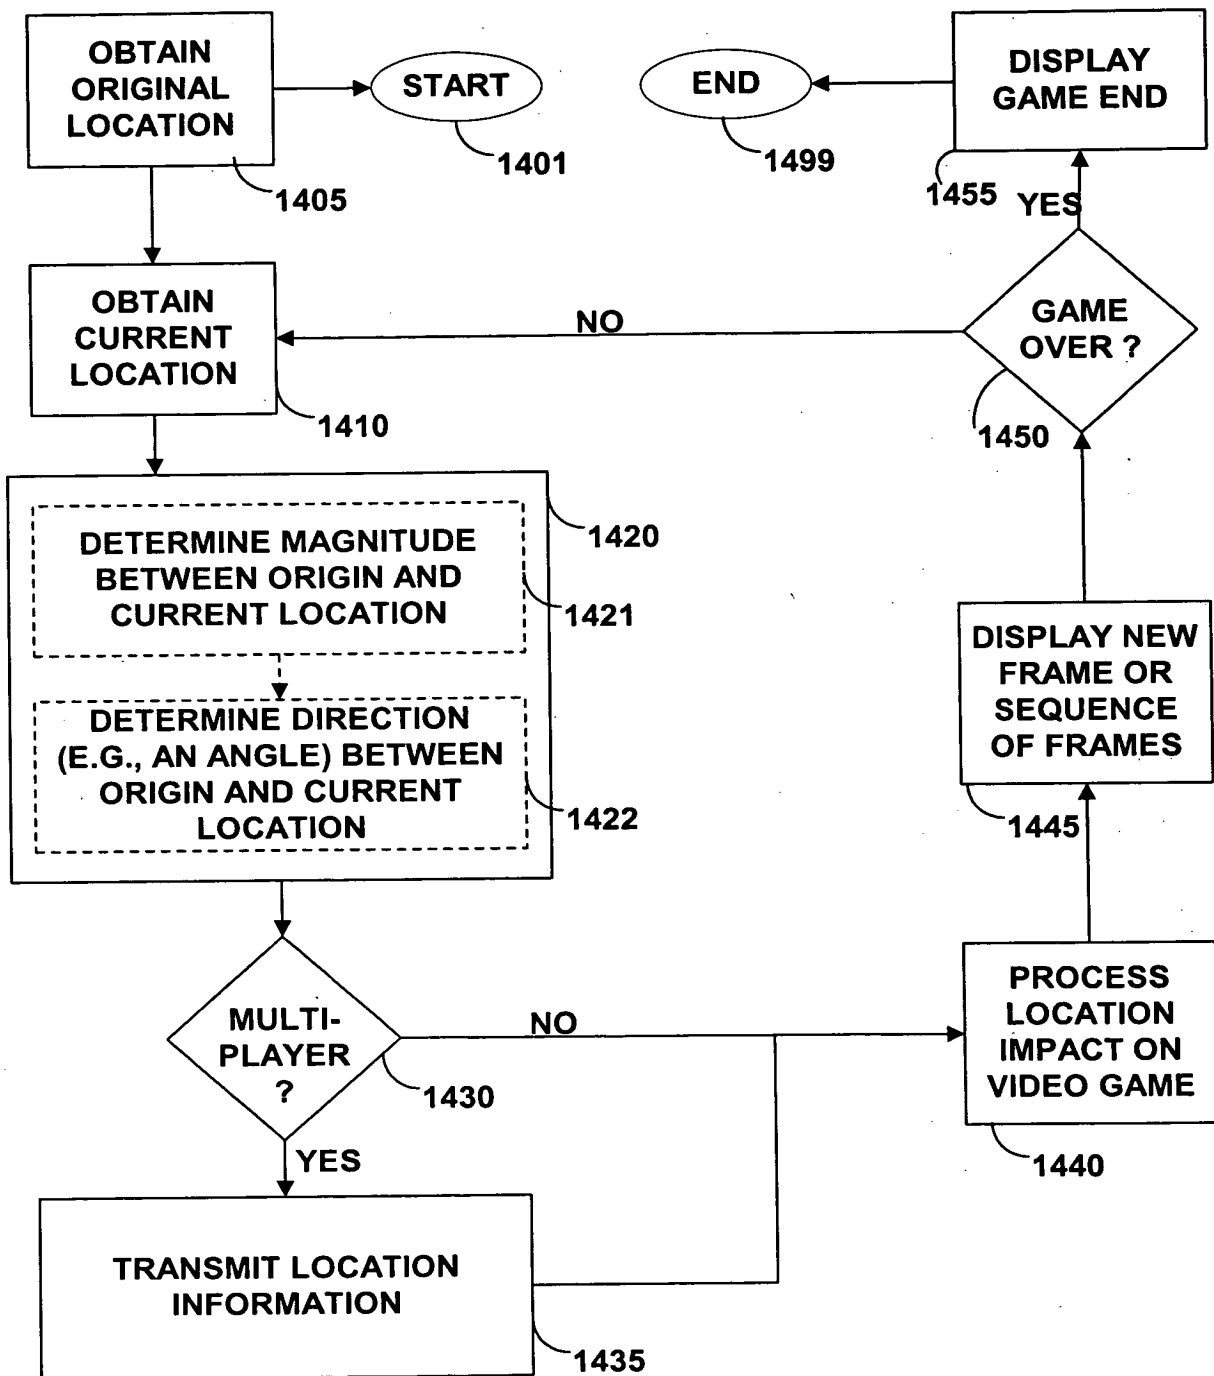 OBTAIN
ORIGINAL
LOCATION
1405
START
1401
END
1499
DISPLAY
GAME END
1455
YES
OBTAIN
CURRENT
LOCATION
1410
NO
GAME
OVER ?
1450
1420
DETERMINE MAGNITUDE
BETWEEN ORIGIN AND
CURRENT LOCATION
1421
DETERMINE DIRECTION
(E.G., AN ANGLE) BETWEEN
ORIGIN AND CURRENT
LOCATION
1422
DISPLAY NEW
FRAME OR
SEQUENCE
OF FRAMES
1445
MULTI-
PLAYER
?
1430
NO
YES
PROCESS
LOCATION
IMPACT ON
VIDEO GAME
1440
TRANSMIT LOCATION
INFORMATION
1435